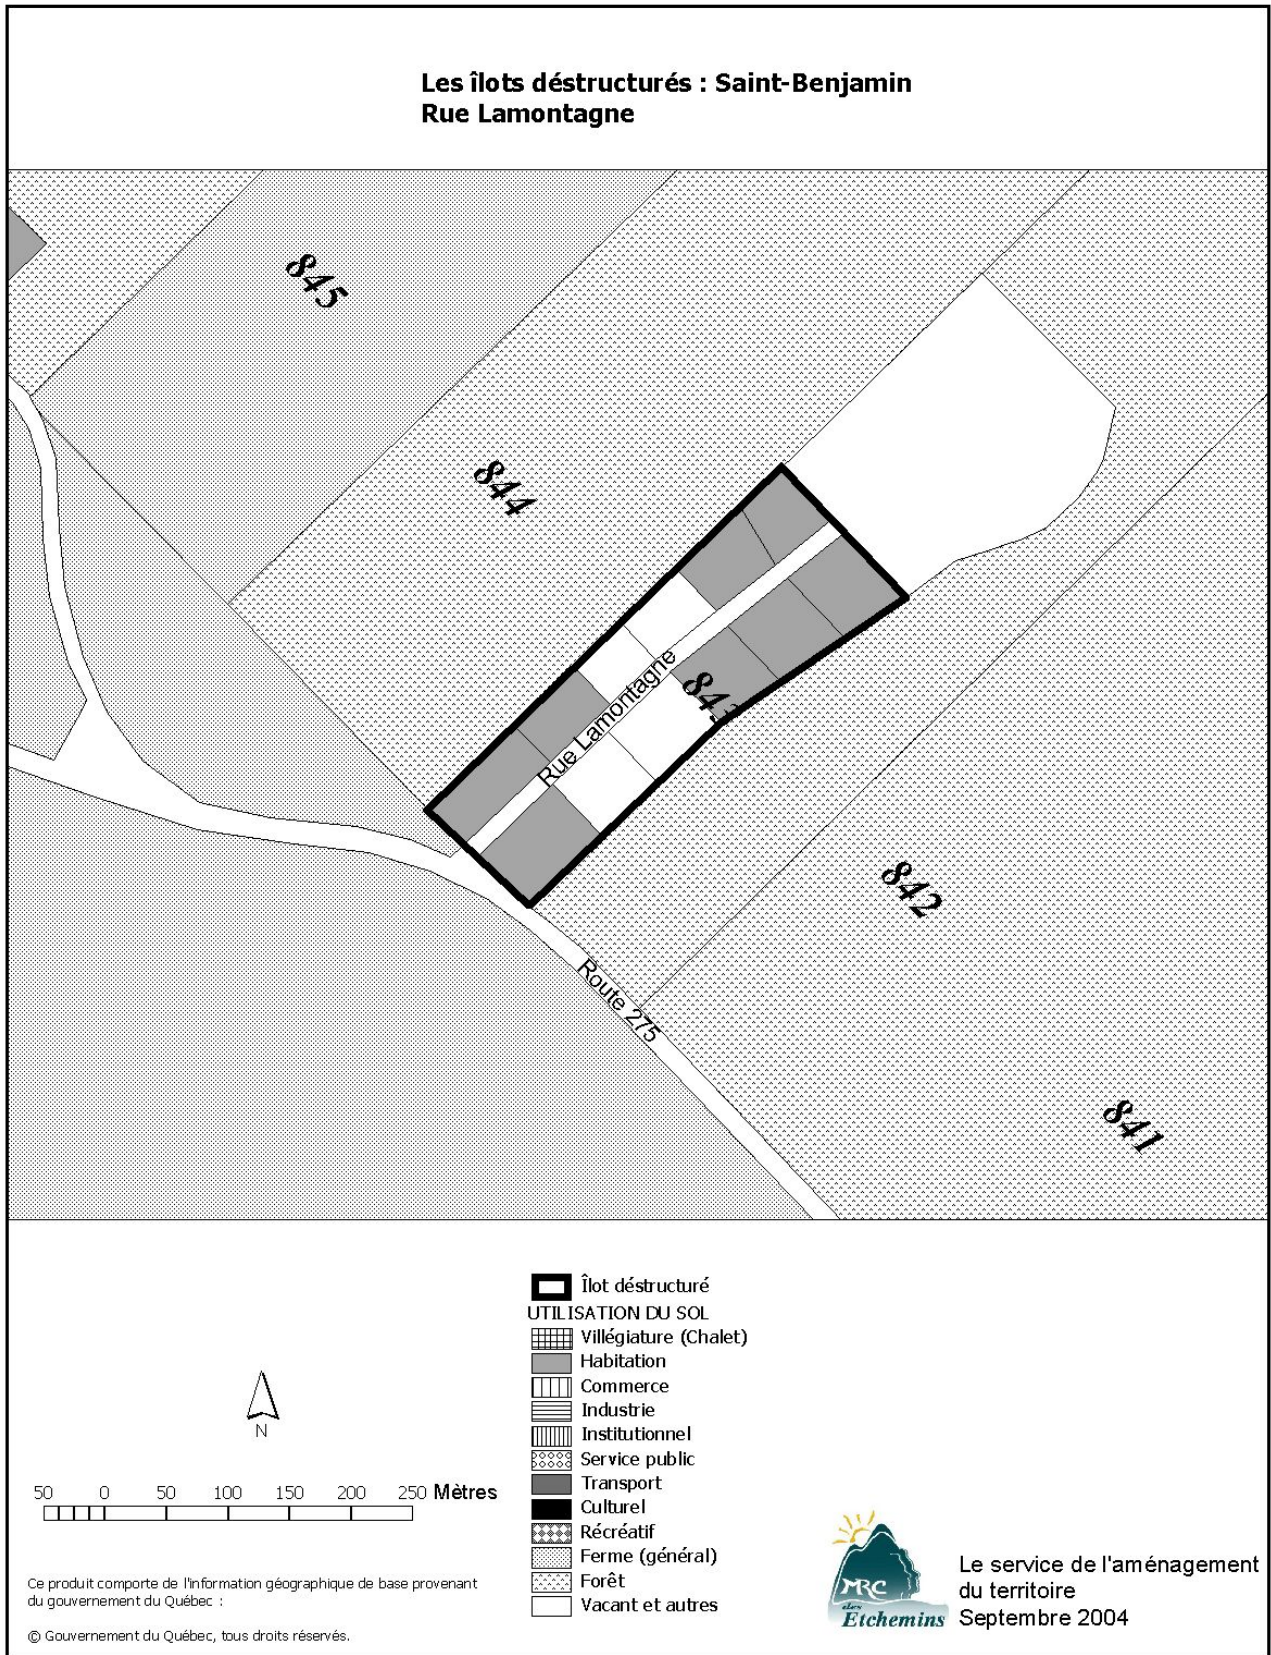 Les îlots déstructurés : Saint-Benjamin
Rue Lamontagne
845
844
843
Rue Lamontagne
842
Route 275
841
Îlot déstructuré
UTILISATION DU SOL
Villégiature (Chalet)
Habitation
Commerce
Industrie
Institutionnel
Service public
Transport
Culturel
Récréatif
Ferme (général)
Forêt
Vacant et autres
N
50 0 50 100 150 200 250 Mètres
Ce produit comporte de l'information géographique de base provenant
du gouvernement du Québec :
© Gouvernement du Québec, tous droits réservés.
MRC
des
Etchemins
Le service de l'aménagement
du territoire
Septembre 2004